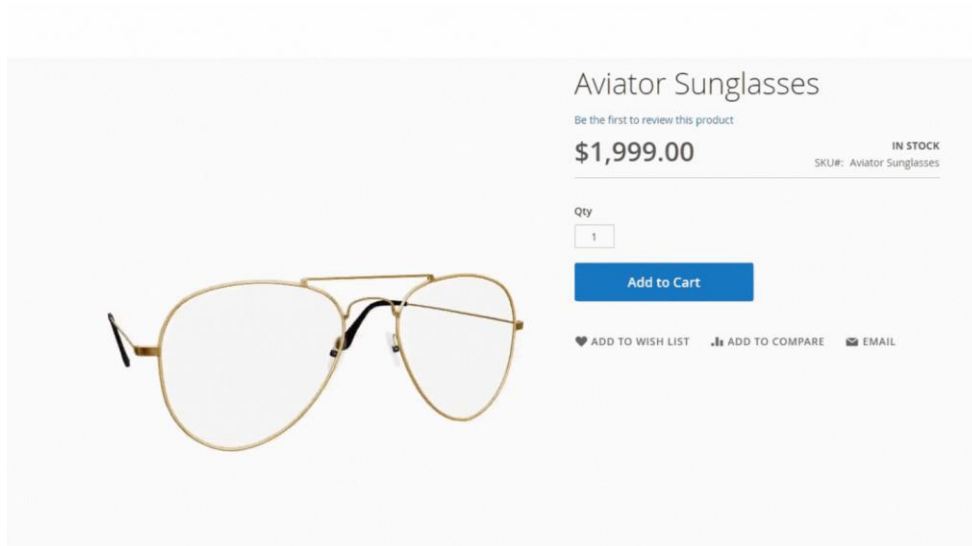 Aviator Sunglasses
Be the first to review this product
$1,999.00
IN STOCK
SKU#: Aviator Sunglasses
Qty
1
Add to Cart
ADD TO WISH LIST ADD TO COMPARE EMAIL